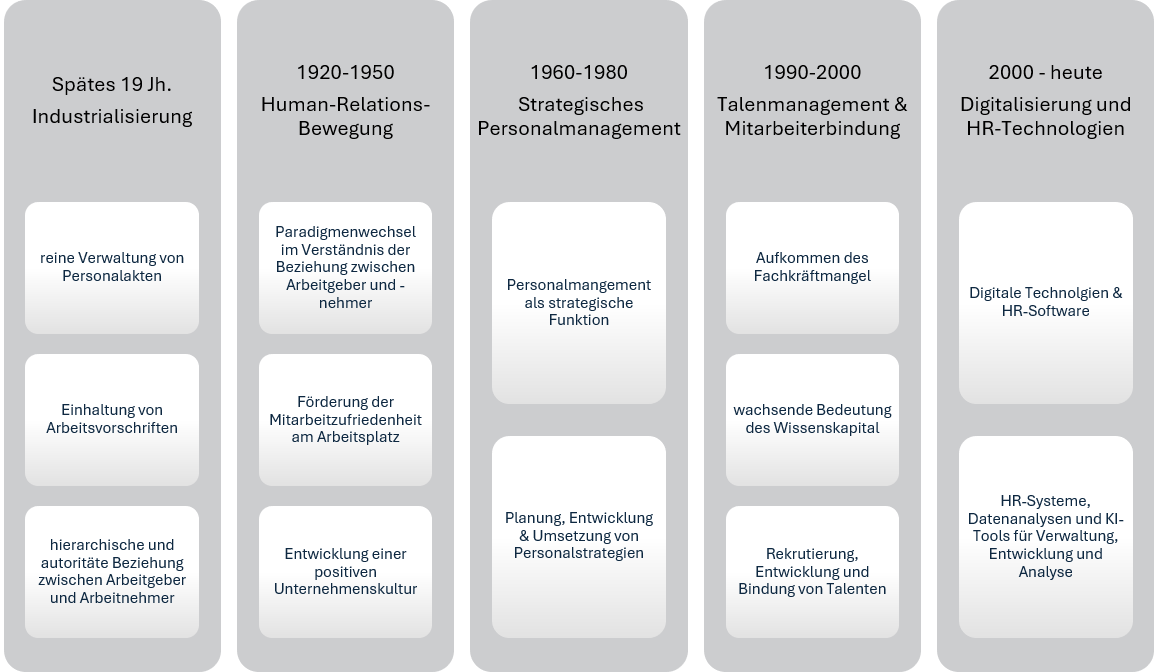 Spätes 19 Jh.
Industrialisierung
reine Verwaltung von
Personalakten
Einhaltung von
Arbeitsvorschriften
hierarchische und
autoritäte Beziehung
zwischen Arbeitgeber
und Arbeitnehmer
1920-1950
Human-Relations-
Bewegung
Paradigmenwechsel
im Verständnis der
Beziehung zwischen
Arbeitgeber und -
nehmer
Förderung der
Mitarbeitzufriedenheit
am Arbeitsplatz
Entwicklung einer
positiven
Unternehmenskultur
1960-1980
Strategisches
Personalmanagement
Personalmangement
als strategische
Funktion
Planung, Entwicklung
& Umsetzung von
Personalstrategien
1990-2000
Talenmanagement &
Mitarbeiterbindung
Aufkommen des
Fachkräftmangel
wachsende Bedeutung
des Wissenskapital
Rekrutierung,
Entwicklung und
Bindung von Talenten
2000 - heute
Digitalisierung und
HR-Technologien
Digitale Technolgien &
HR-Software
HR-Systeme,
Datenanalysen und KI-
Tools für Verwaltung,
Entwicklung und
Analyse